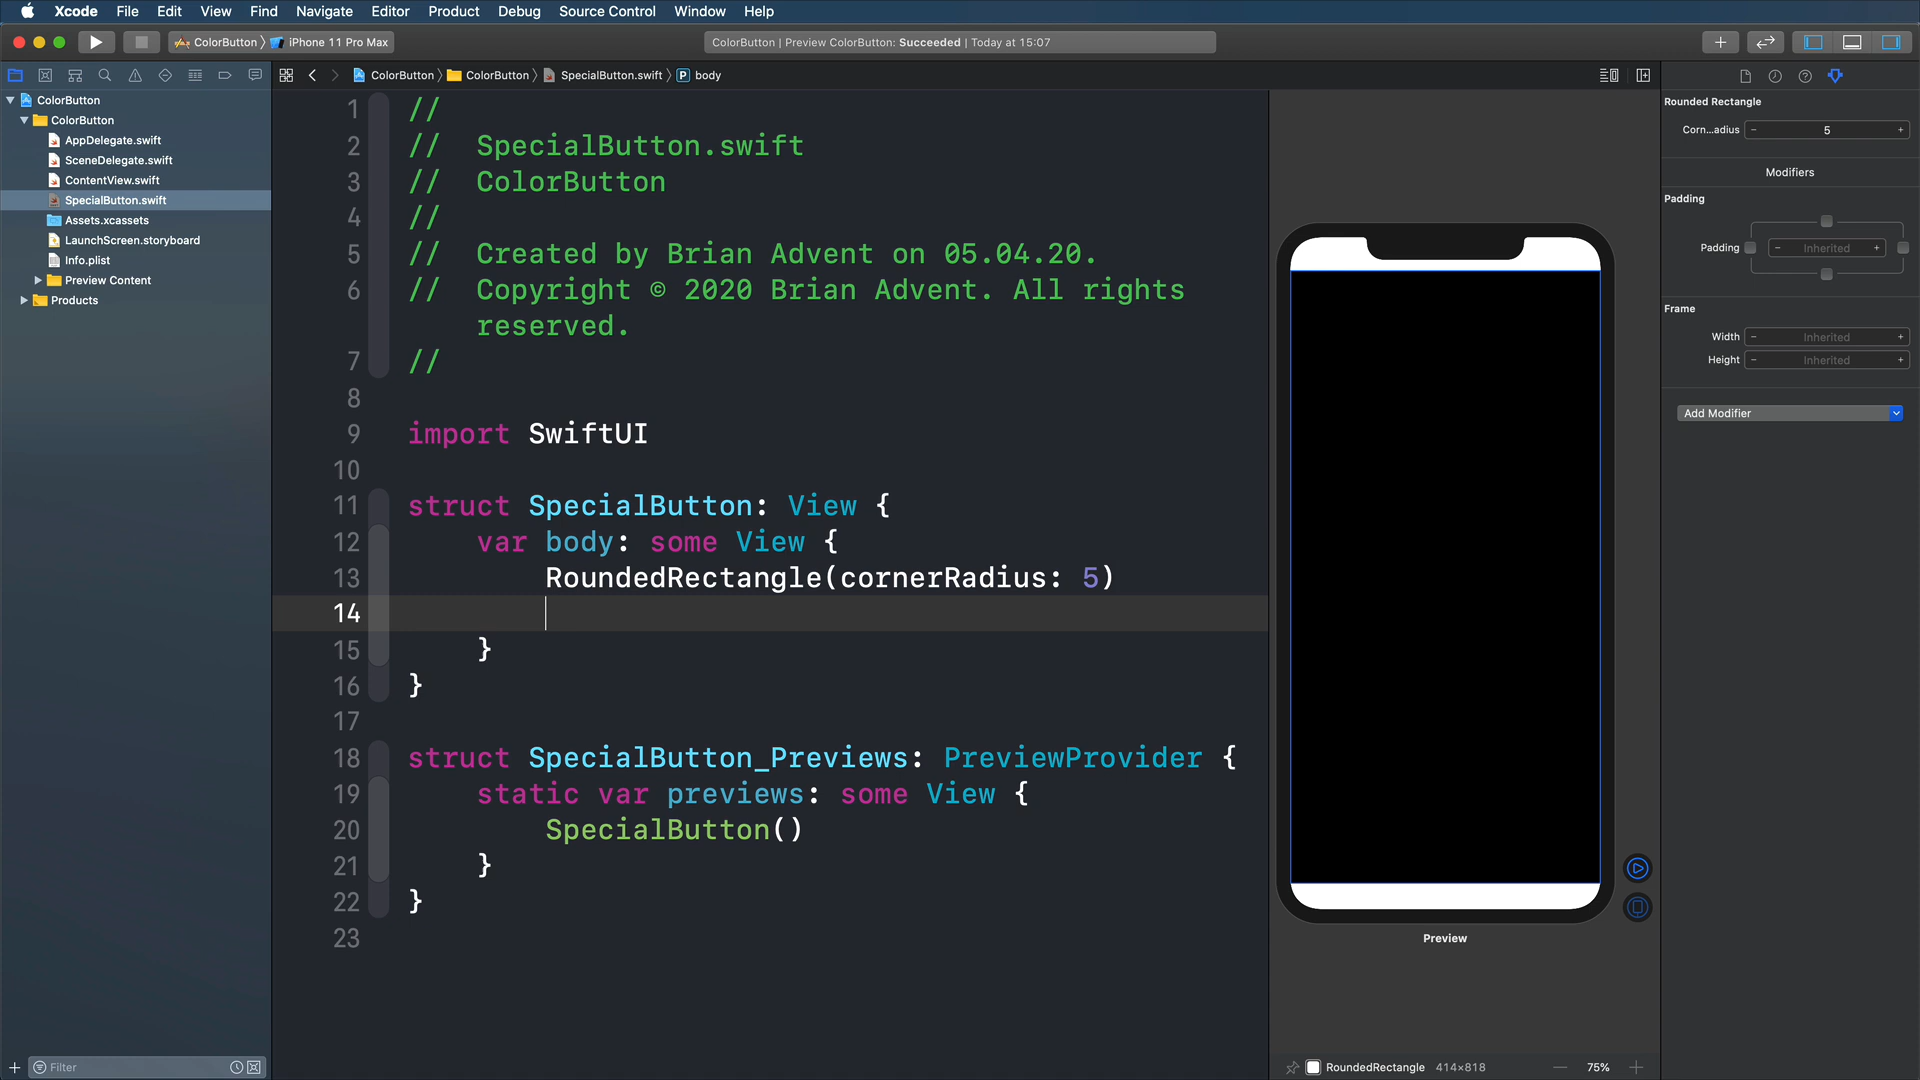 Xcode File Edit View Find Navigate Editor Product Debug Source Control Window Help
ColorButton iPhone 11 Pro Max
ColorButton | Preview ColorButton: Succeeded | Today at 15:07
ColorButton ColorButton SpecialButton.swift P body
ColorButton
ColorButton
AppDelegate.swift
SceneDelegate.swift
ContentView.swift
SpecialButton.swift
Assets.xcassets
LaunchScreen.storyboard
Info.plist
Preview Content
Products
Filter
1 //
2 // SpecialButton.swift
3 // ColorButton
4 //
5 // Created by Brian Advent on 05.04.20.
6 // Copyright © 2020 Brian Advent. All rights
reserved.
7 //
8
9 import SwiftUI
10
11 struct SpecialButton: View {
12 var body: some View {
13 RoundedRectangle(cornerRadius: 5)
14
15 }
16 }
17
18 struct SpecialButton_Previews: PreviewProvider {
19 static var previews: some View {
20 SpecialButton()
21 }
22 }
23
Preview
RoundedRectangle 414×818 75%
Rounded Rectangle
Corn...adius 5
Modifiers
Padding
Padding Inherited
Frame
Width Inherited
Height Inherited
Add Modifier